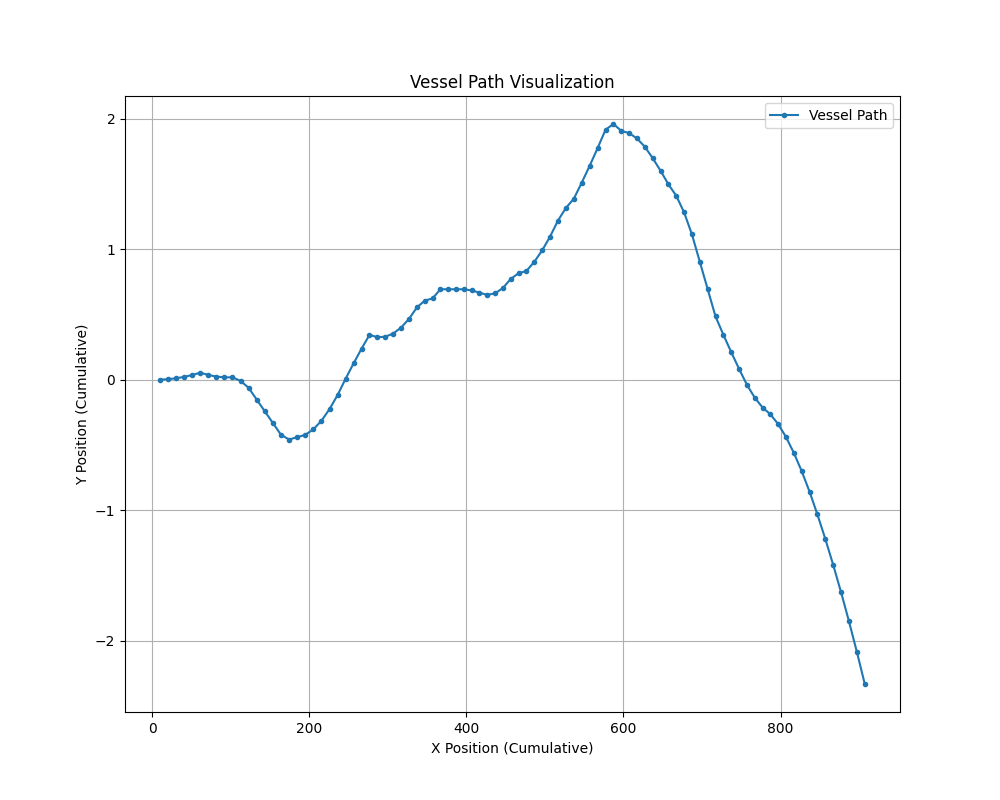 Vessel Path Visualization
Vessel Path
2
1
0
−1
−2
Y Position (Cumulative)
0 200 400 600 800
X Position (Cumulative)